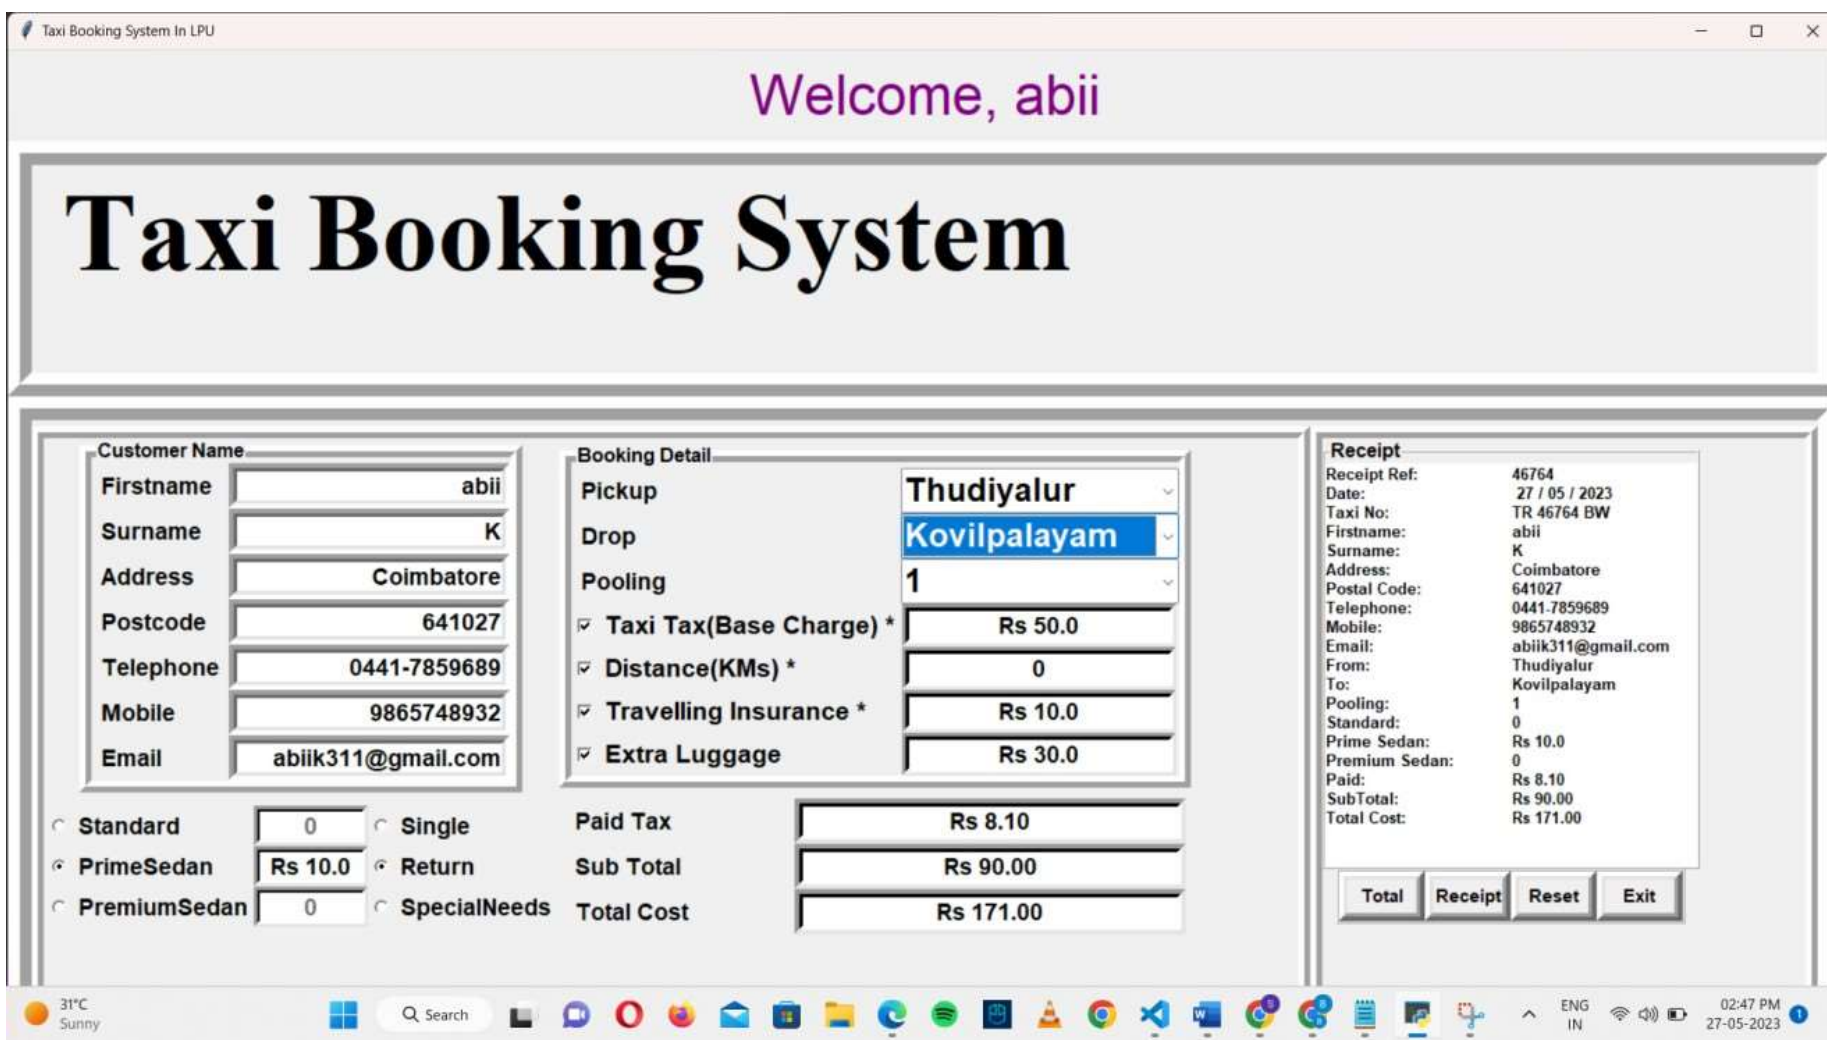 Taxi Booking System In LPU
Welcome, abii
Taxi Booking System
Customer Name
Firstname abii
Surname K
Address Coimbatore
Postcode 641027
Telephone 0441-7859689
Mobile 9865748932
Email abiik311@gmail.com
Standard 0 Single
PrimeSedan Rs 10.0 Return
PremiumSedan 0 SpecialNeeds
Booking Detail
Pickup Thudiyalur
Drop Kovilpalayam
Pooling 1
Taxi Tax(Base Charge) * Rs 50.0
Distance(KMs) * 0
Travelling Insurance * Rs 10.0
Extra Luggage Rs 30.0
Paid Tax Rs 8.10
Sub Total Rs 90.00
Total Cost Rs 171.00
Receipt
Receipt Ref: 46764
Date: 27 / 05 / 2023
Taxi No: TR 46764 BW
Firstname: abii
Surname: K
Address: Coimbatore
Postal Code: 641027
Telephone: 0441-7859689
Mobile: 9865748932
Email: abiik311@gmail.com
From: Thudiyalur
To: Kovilpalayam
Pooling: 1
Standard: 0
Prime Sedan: Rs 10.0
Premium Sedan: 0
Paid: Rs 8.10
SubTotal: Rs 90.00
Total Cost: Rs 171.00
Total Receipt Reset Exit
31°C
Sunny
Search
ENG
IN
02:47 PM
27-05-2023
1